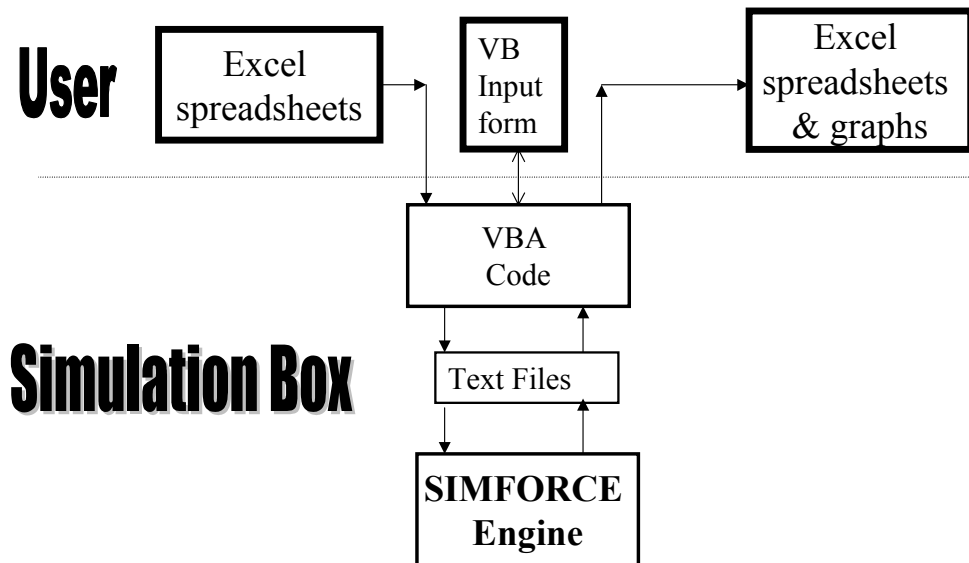 User
Excel
spreadsheets
VB
Input
form
Excel
spreadsheets
& graphs
VBA
Code
Simulation Box
Text Files
SIMFORCE
Engine